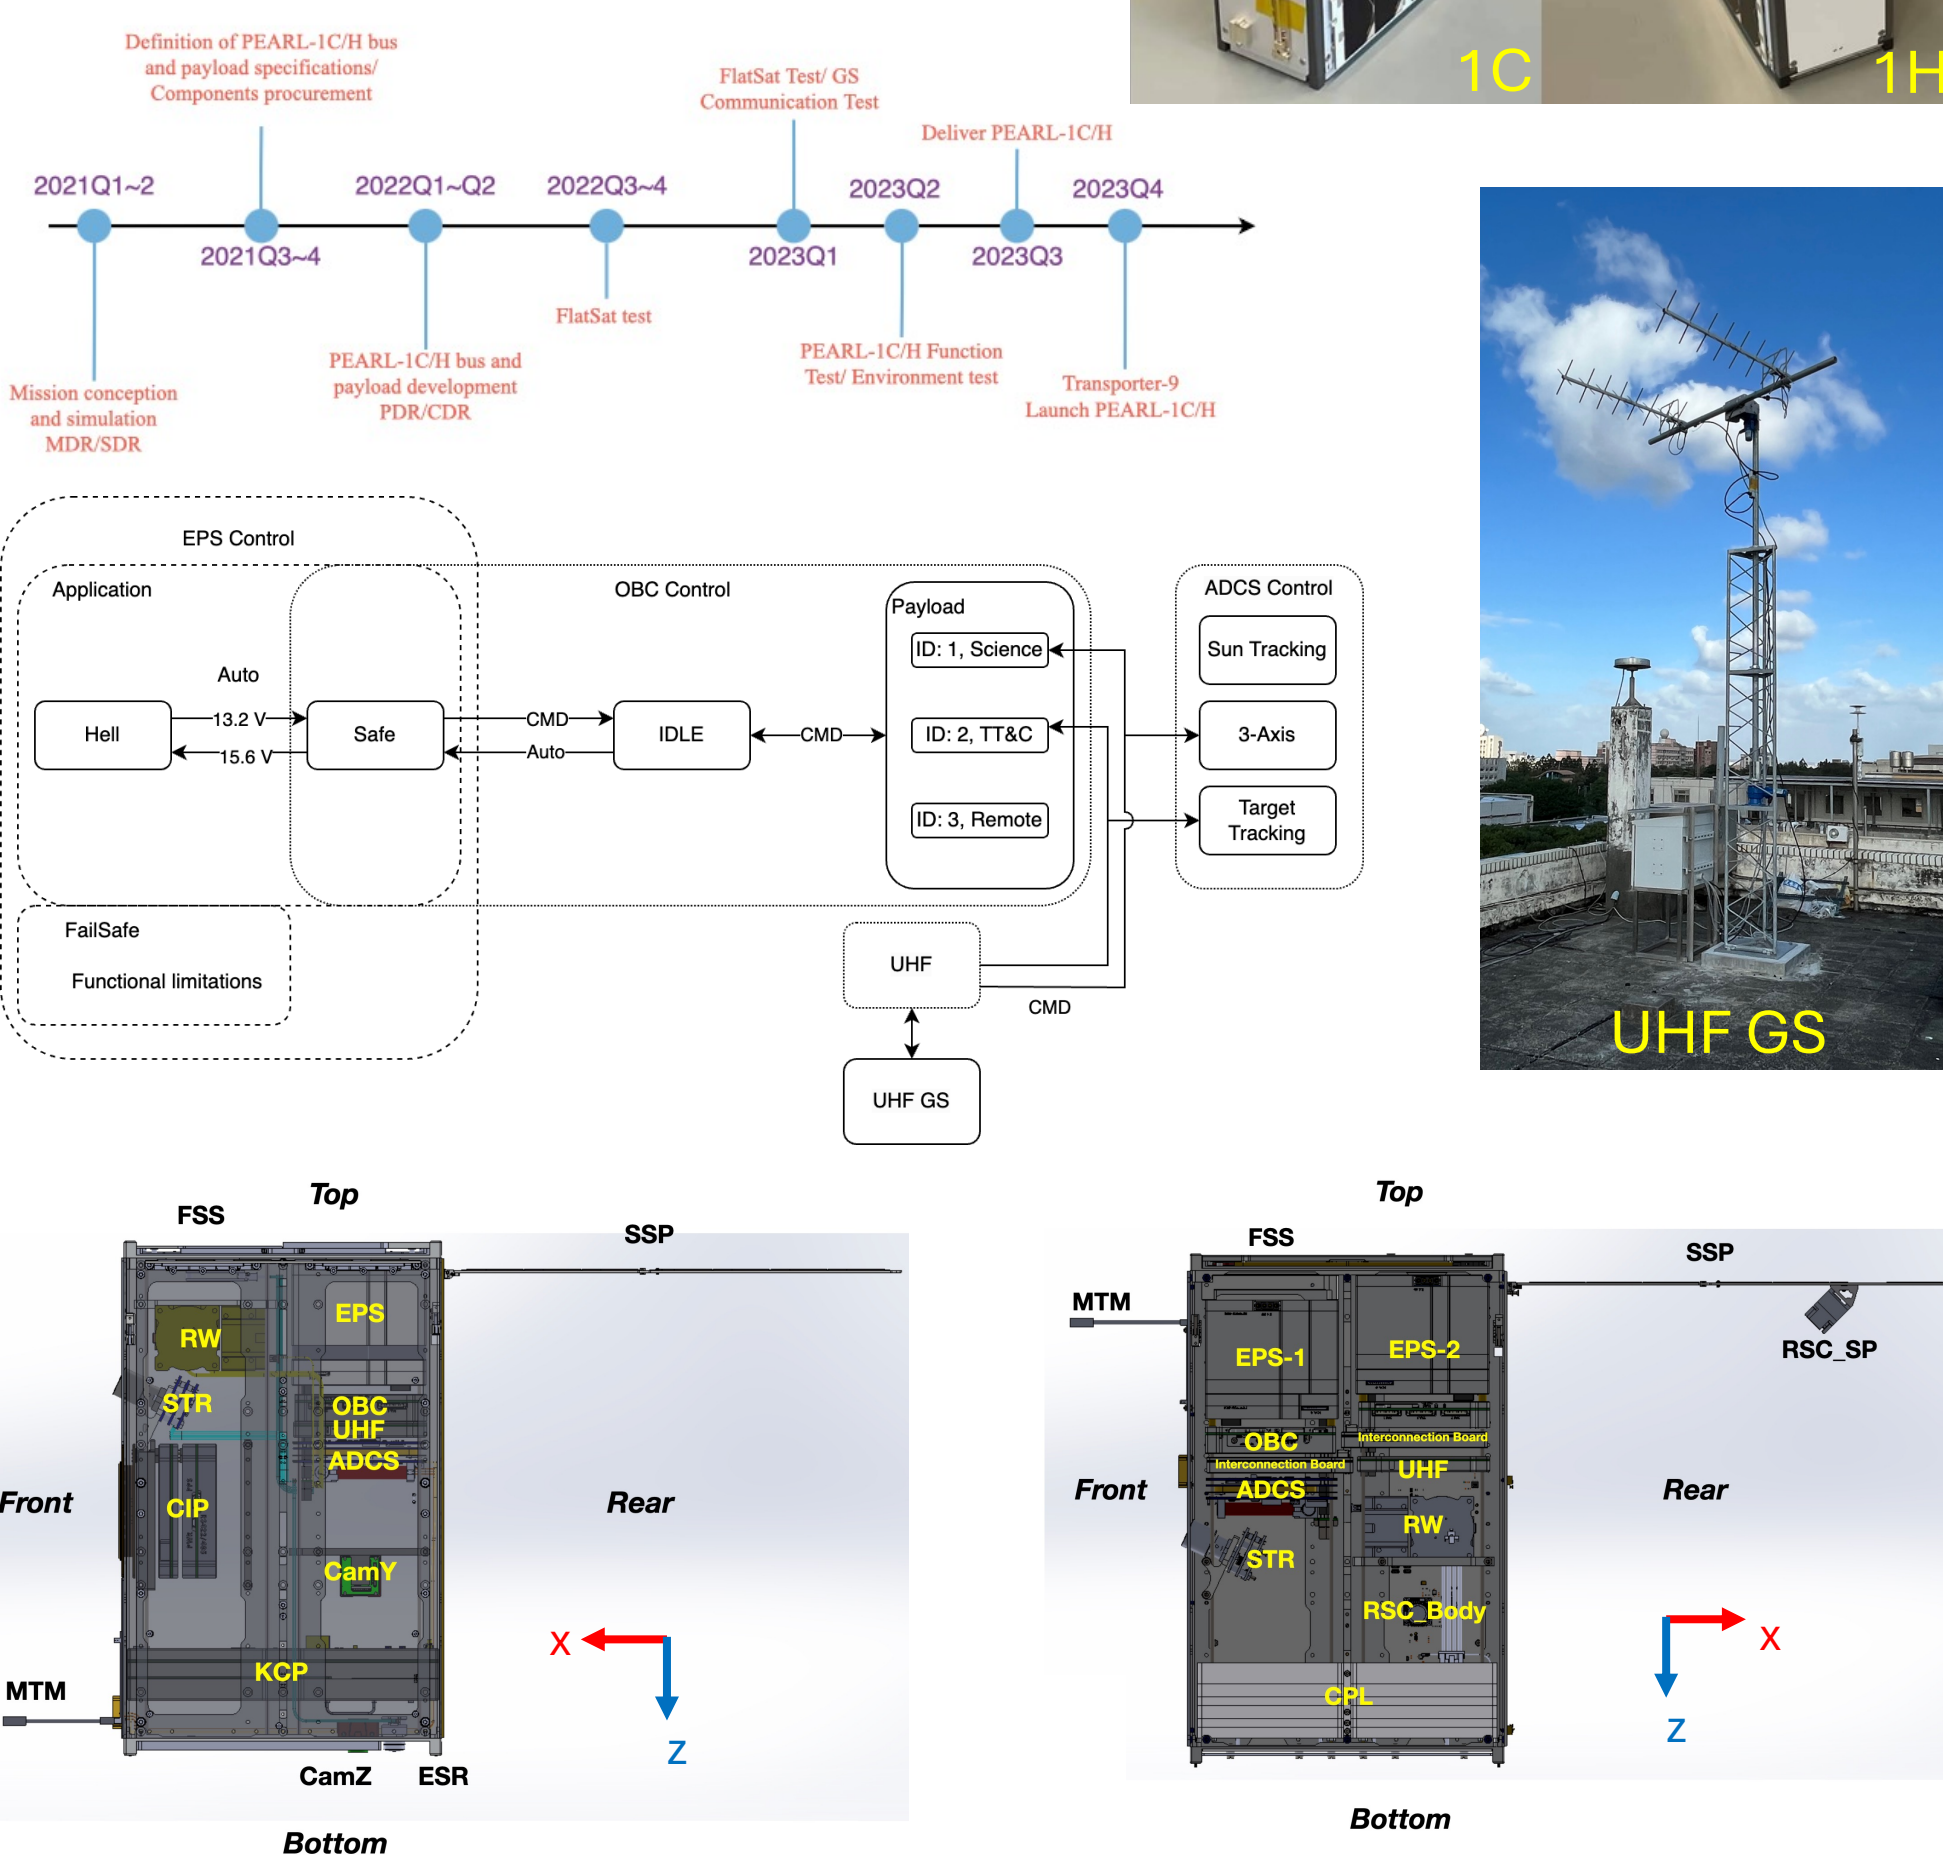 1C
1H
Definition of PEARL-1C/H bus
and payload specifications/
Components procurement
FlatSat Test/ GS
Communication Test
Deliver PEARL-1C/H
2021Q1~2
2022Q1~Q2
2022Q3~4
2023Q2
2023Q4
2021Q3~4
2023Q1
2023Q3
FlatSat test
Mission conception
and simulation
MDR/SDR
PEARL-1C/H bus and
payload development
PDR/CDR
PEARL-1C/H Function
Test/ Environment test
Transporter-9
Launch PEARL-1C/H
EPS Control
Application
OBC Control
Payload
ADCS Control
ID: 1, Science
Sun Tracking
Auto
Hell
13.2 V
15.6 V
Safe
CMD
Auto
IDLE
CMD
ID: 2, TT&C
3-Axis
ID: 3, Remote
Target
Tracking
FailSafe
Functional limitations
UHF
CMD
UHF GS
UHF GS
Top
FSS
SSP
EPS
RW
STR
OBC
UHF
ADCS
Front
CIP
Rear
CamY
KCP
MTM
X
Z
CamZ
ESR
Bottom
Top
FSS
SSP
MTM
RSC_SP
EPS-1
EPS-2
OBC
Interconnection Board
Interconnection Board
UHF
ADCS
Front
Rear
RW
STR
RSC_Body
CPL
X
Z
Bottom